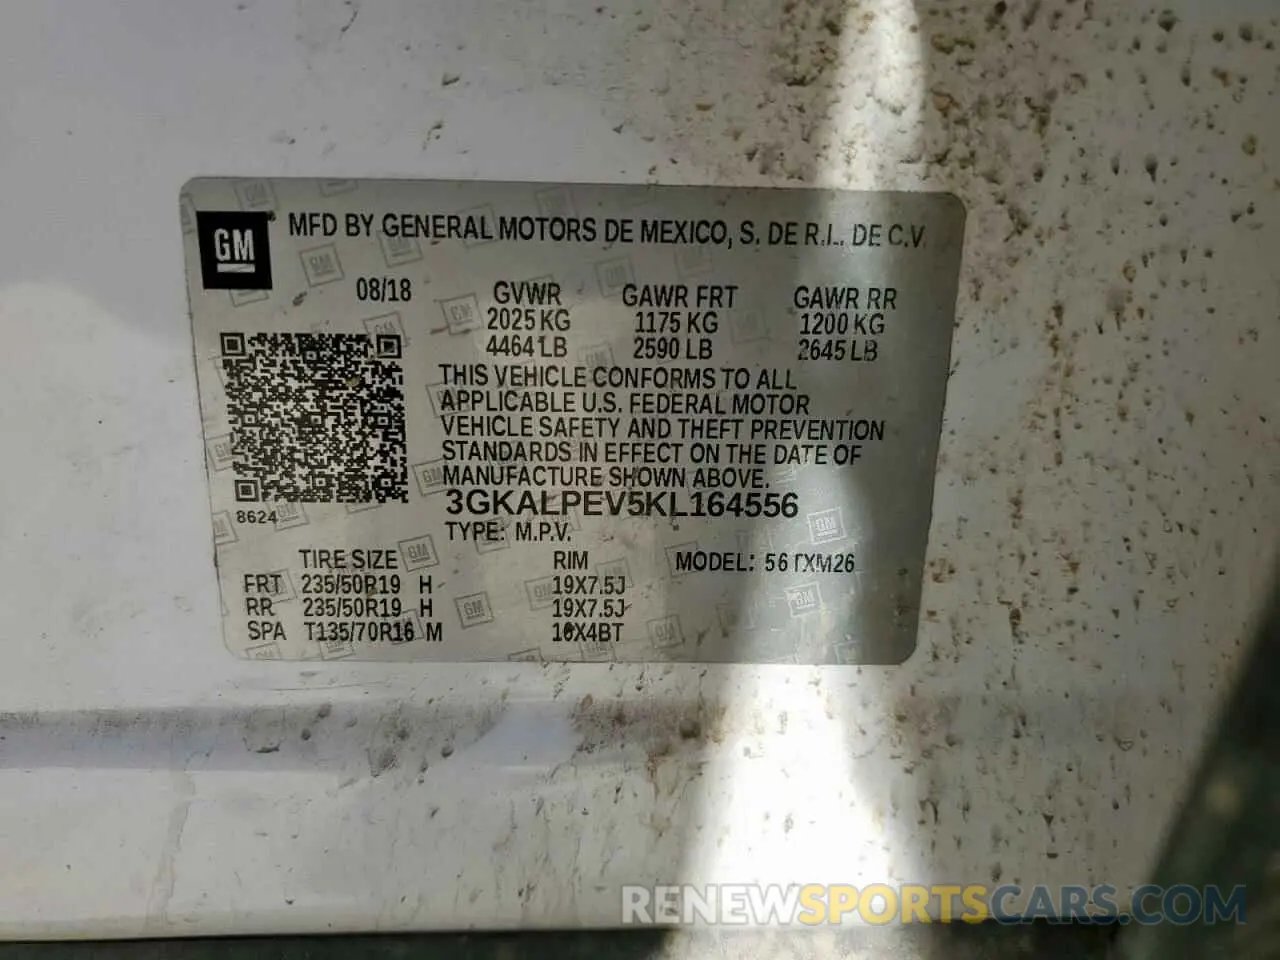 GM
MFD BY GENERAL MOTORS DE MEXICO, S. DE R.L. DE C.V.
08/18
GVWR GAWR FRT GAWR RR
2025 KG 1175 KG 1200 KG
4464 LB 2590 LB 2645 LB
THIS VEHICLE CONFORMS TO ALL
APPLICABLE U.S. FEDERAL MOTOR
VEHICLE SAFETY AND THEFT PREVENTION
STANDARDS IN EFFECT ON THE DATE OF
MANUFACTURE SHOWN ABOVE.
3GKALPEV5KL164556
8624
TYPE: M.P.V.
TIRE SIZE RIM MODEL:
FRT 235/50R19 H 19X7.5J
RR 235/50R19 H 19X7.5J
SPA T135/70R16 M 16X4BT
RENEWSPORTSCARS.COM